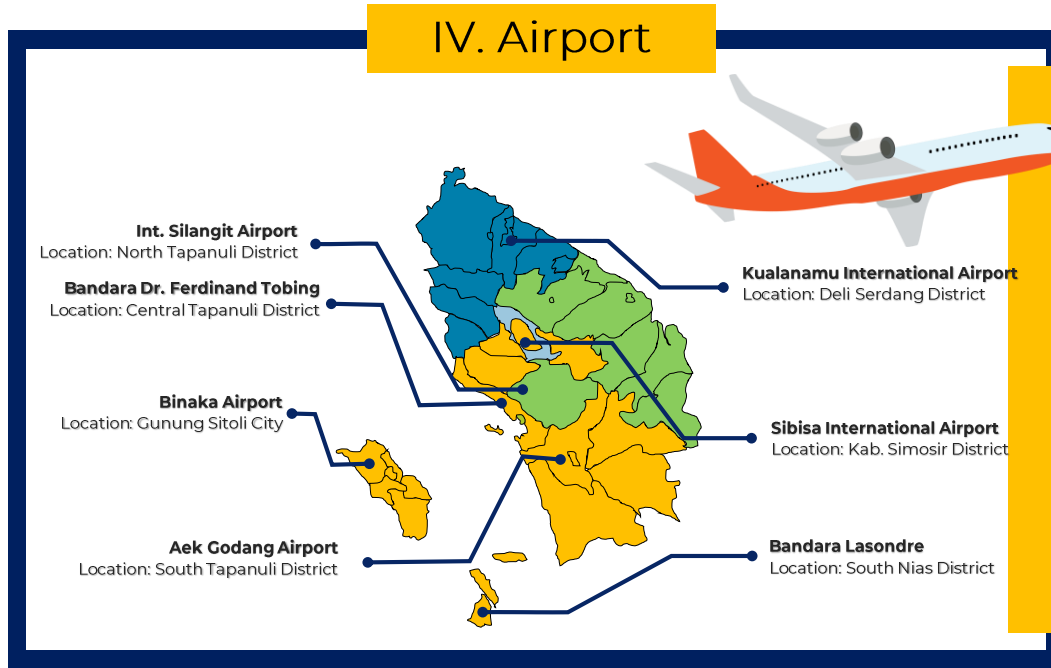 IV. Airport
Int. Silangit Airport
Location: North Tapanuli District
Bandara Dr. Ferdinand Tobing
Location: Central Tapanuli District
Binaka Airport
Location: Gunung Sitoli City
Aek Godang Airport
Location: South Tapanuli District
Kualanamu International Airport
Location: Deli Serdang District
Sibisa International Airport
Location: Kab. Simosir District
Bandara Lasondre
Location: South Nias District